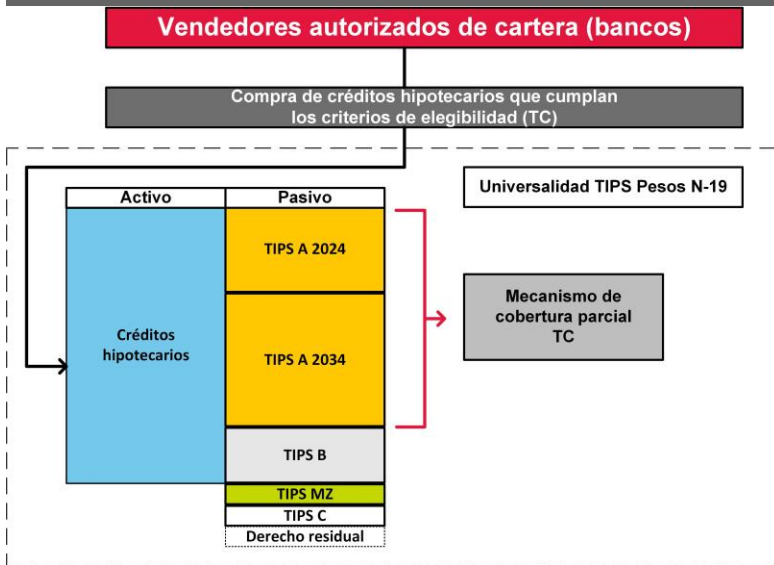 Vendedores autorizados de cartera (bancos)
Compra de créditos hipotecarios que cumplan
los criterios de elegibilidad (TC)
Universalidad TIPS Pesos N-19
Activo
Pasivo
TIPS A 2024
Créditos
hipotecarios
TIPS A 2034
Mecanismo de
cobertura parcial
TC
TIPS B
TIPS MZ
TIPS C
Derecho residual